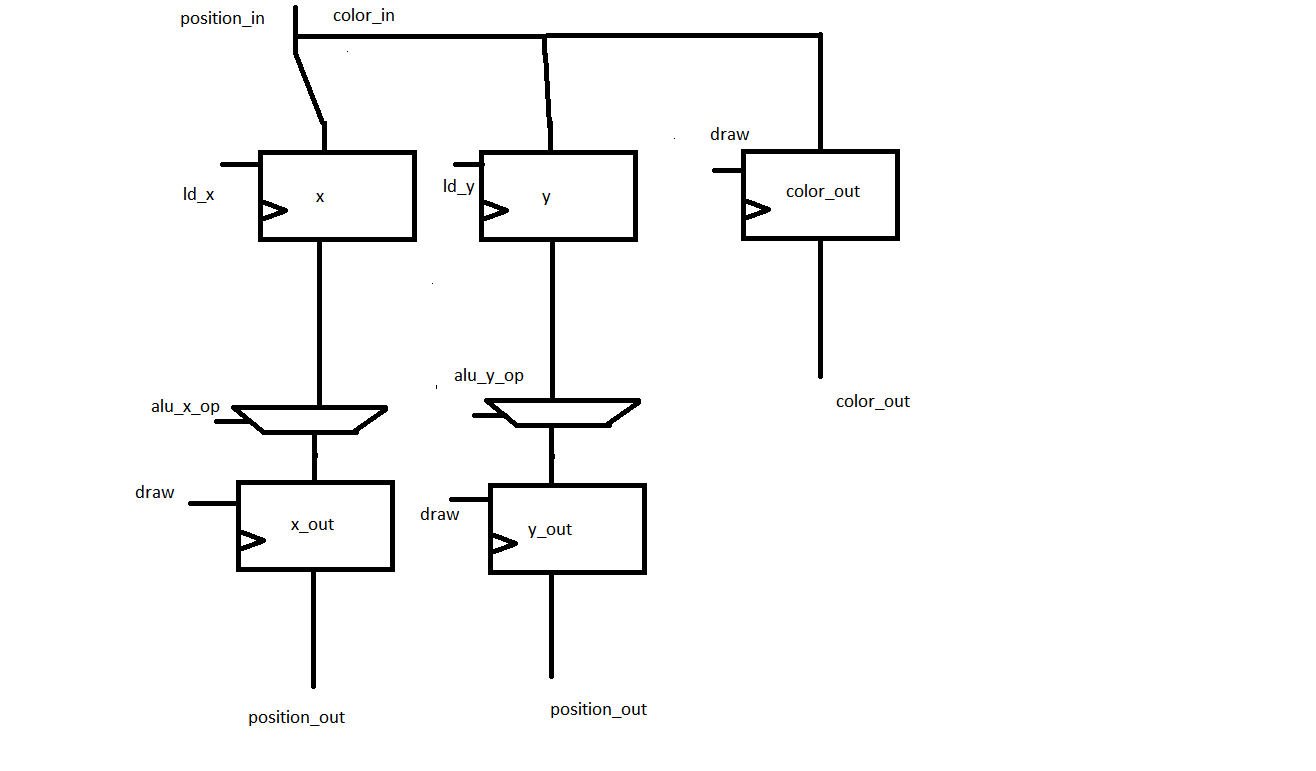 position_in
color_in
draw
ld_x
x
ld_y
y
color_out
alu_x_op
alu_y_op
color_out
draw
x_out
draw
y_out
position_out
position_out